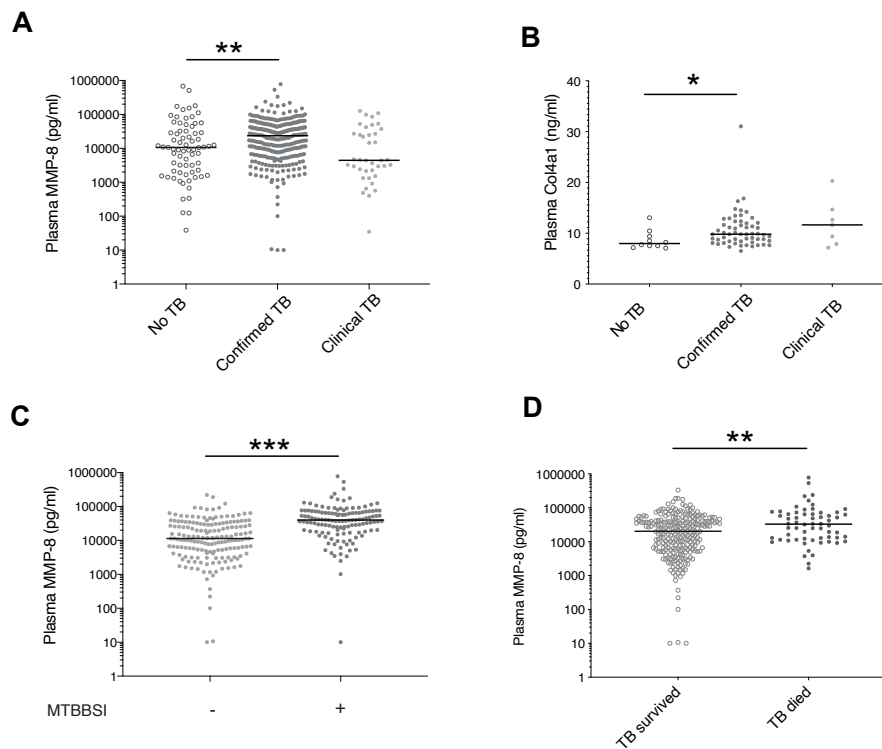 A
**
Plasma MMP-8 (pg/ml)
1000000
100000
10000
1000
100
10
1
No TB
Confirmed TB
Clinical TB
B
*
Plasma Col4a1 (ng/ml)
40
30
20
10
0
No TB
Confirmed TB
Clinical TB
C
***
Plasma MMP-8 (pg/ml)
1000000
100000
10000
1000
100
10
1
MTBBSI - +
D
**
Plasma MMP-8 (pg/ml)
1000000
100000
10000
1000
100
10
1
TB survived
TB died